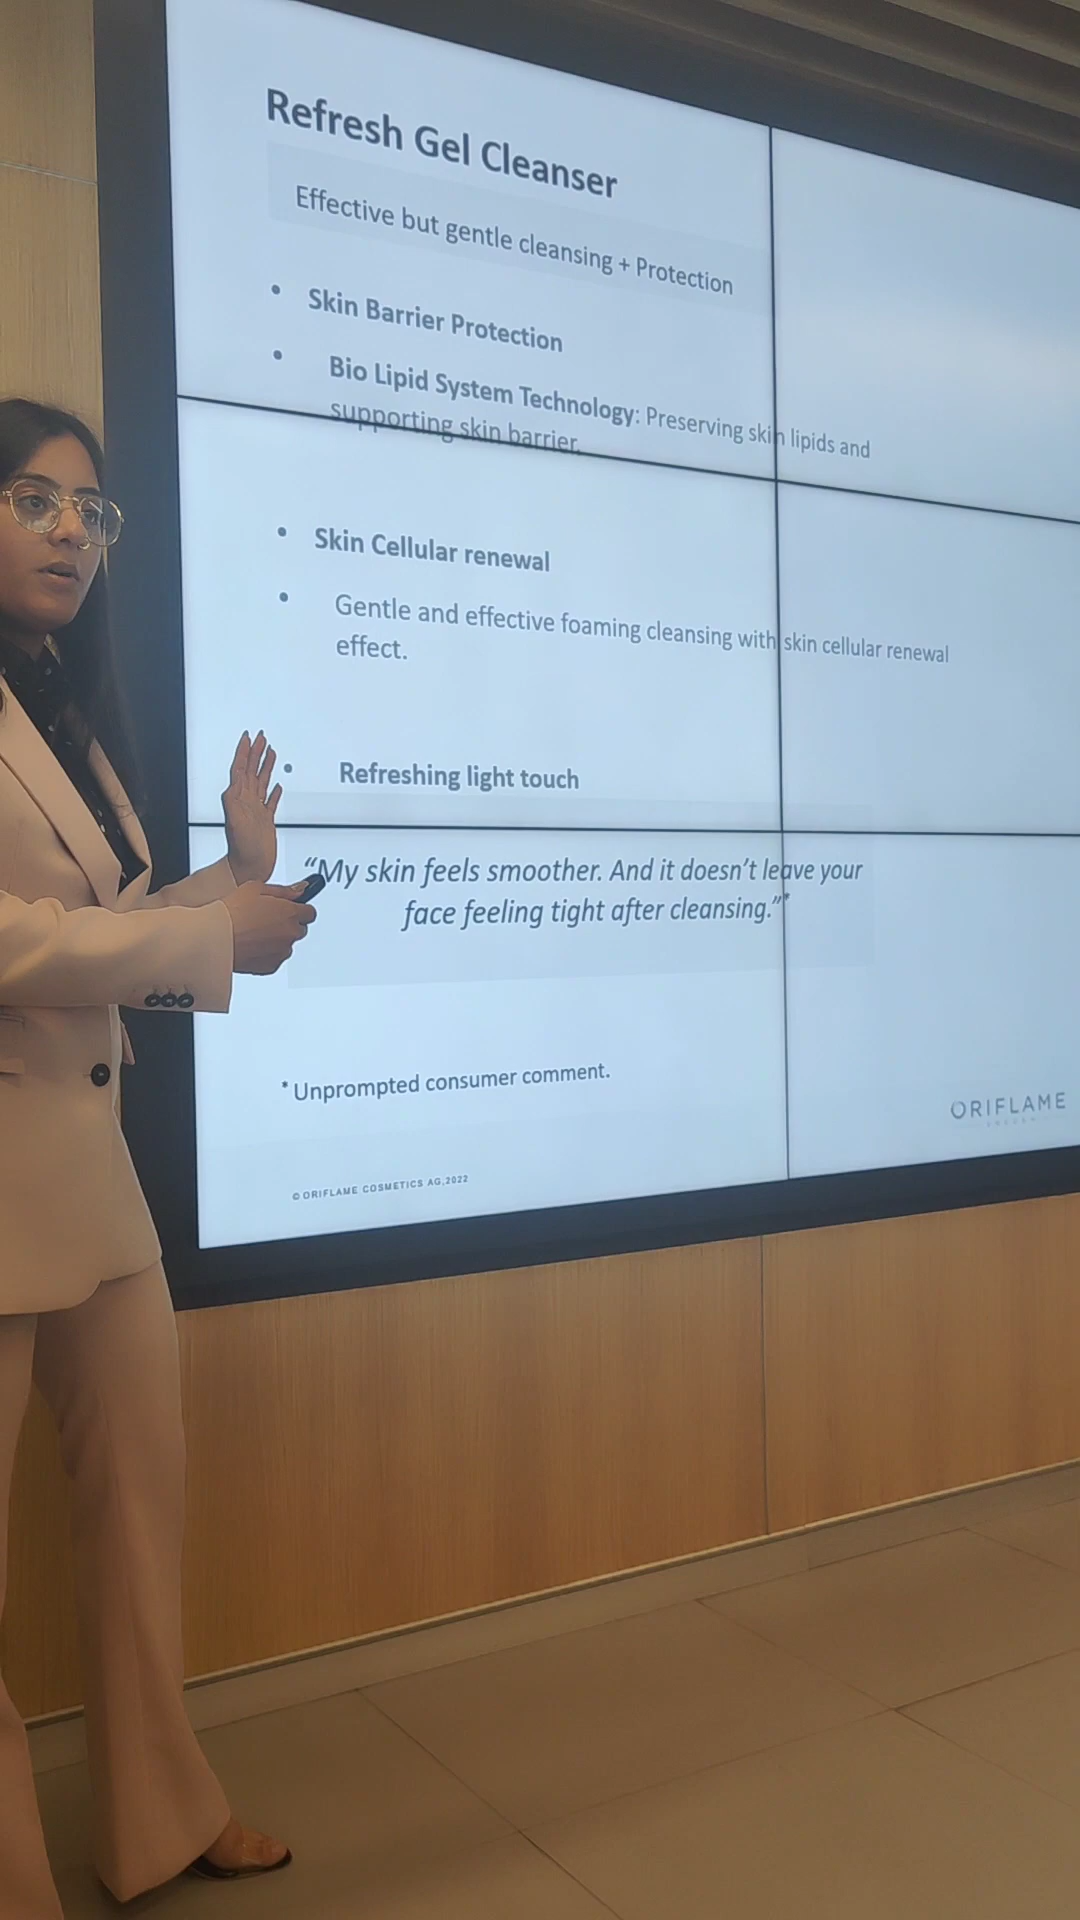 Refresh Gel Cleanser
Effective but gentle cleansing + Protection
• Skin Barrier Protection
• Bio Lipid System Technology: Preserving skin lipids and
supporting skin barrier.
• Skin Cellular renewal
• Gentle and effective foaming cleansing with skin cellular renewal
effect.
• Refreshing light touch
“My skin feels smoother. And it doesn’t leave your
face feeling tight after cleansing.”*
* Unprompted consumer comment.
ORIFLAME
© ORIFLAME COSMETICS AG,2022